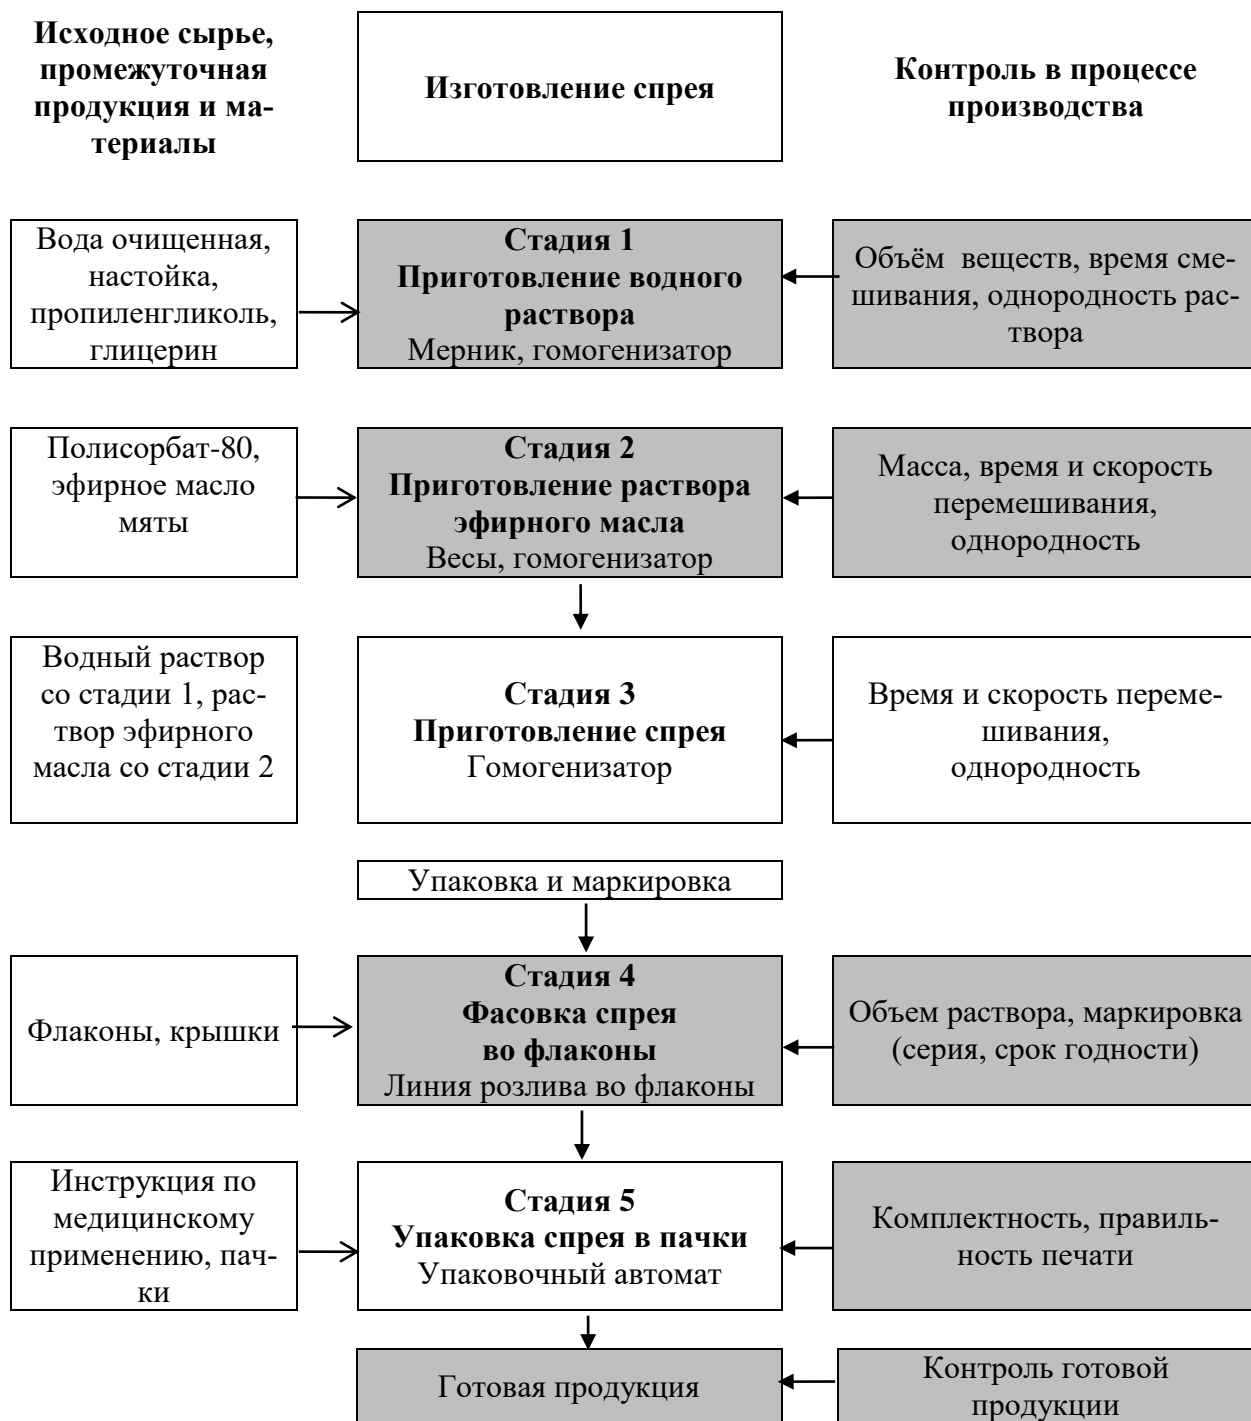 Исходное сырье,
промежуточная
продукция и ма-
териалы
Изготовление спрея
Контроль в процессе
производства
Вода очищенная,
настойка,
пропиленгликоль,
глицерин
Стадия 1
Приготовление водного
раствора
Мерник, гомогенизатор
Объём веществ, время сме-
шивания, однородность рас-
твора
Полисорбат-80,
эфирное масло
мяты
Стадия 2
Приготовление раствора
эфирного масла
Весы, гомогенизатор
Масса, время и скорость
перемешивания,
однородность
Водный раствор
со стадии 1, рас-
твор эфирного
масла со стадии 2
Стадия 3
Приготовление спрея
Гомогенизатор
Время и скорость переме-
шивания,
однородность
Упаковка и маркировка
Флаконы, крышки
Стадия 4
Фасовка спрея
во флаконы
Линия розлива во флаконы
Объем раствора, маркировка
(серия, срок годности)
Инструкция по
медицинскому
применению, пач-
ки
Стадия 5
Упаковка спрея в пачки
Упаковочный автомат
Комплектность, правиль-
ность печати
Готовая продукция
Контроль готовой
продукции